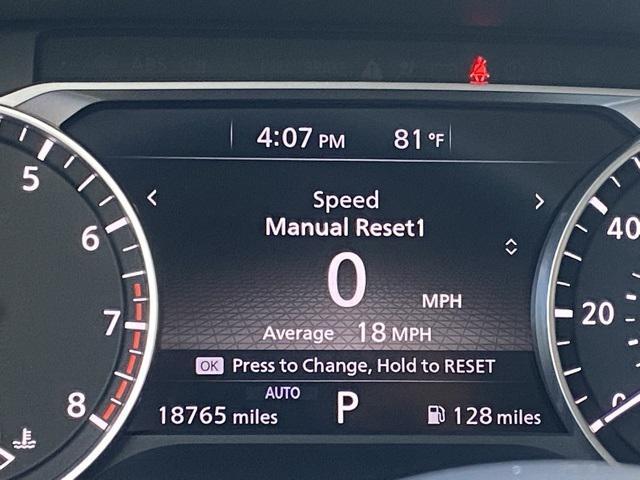 4:07 PM 81 °F
Speed
Manual Reset1
0 MPH
Average 18 MPH
OK Press to Change, Hold to RESET
AUTO
18765 miles P 128 miles
5
6
7
8
40
20
0